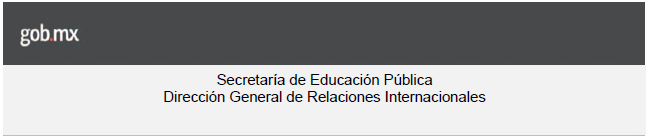 gob.mx
Secretaría de Educación Pública
Dirección General de Relaciones Internacionales